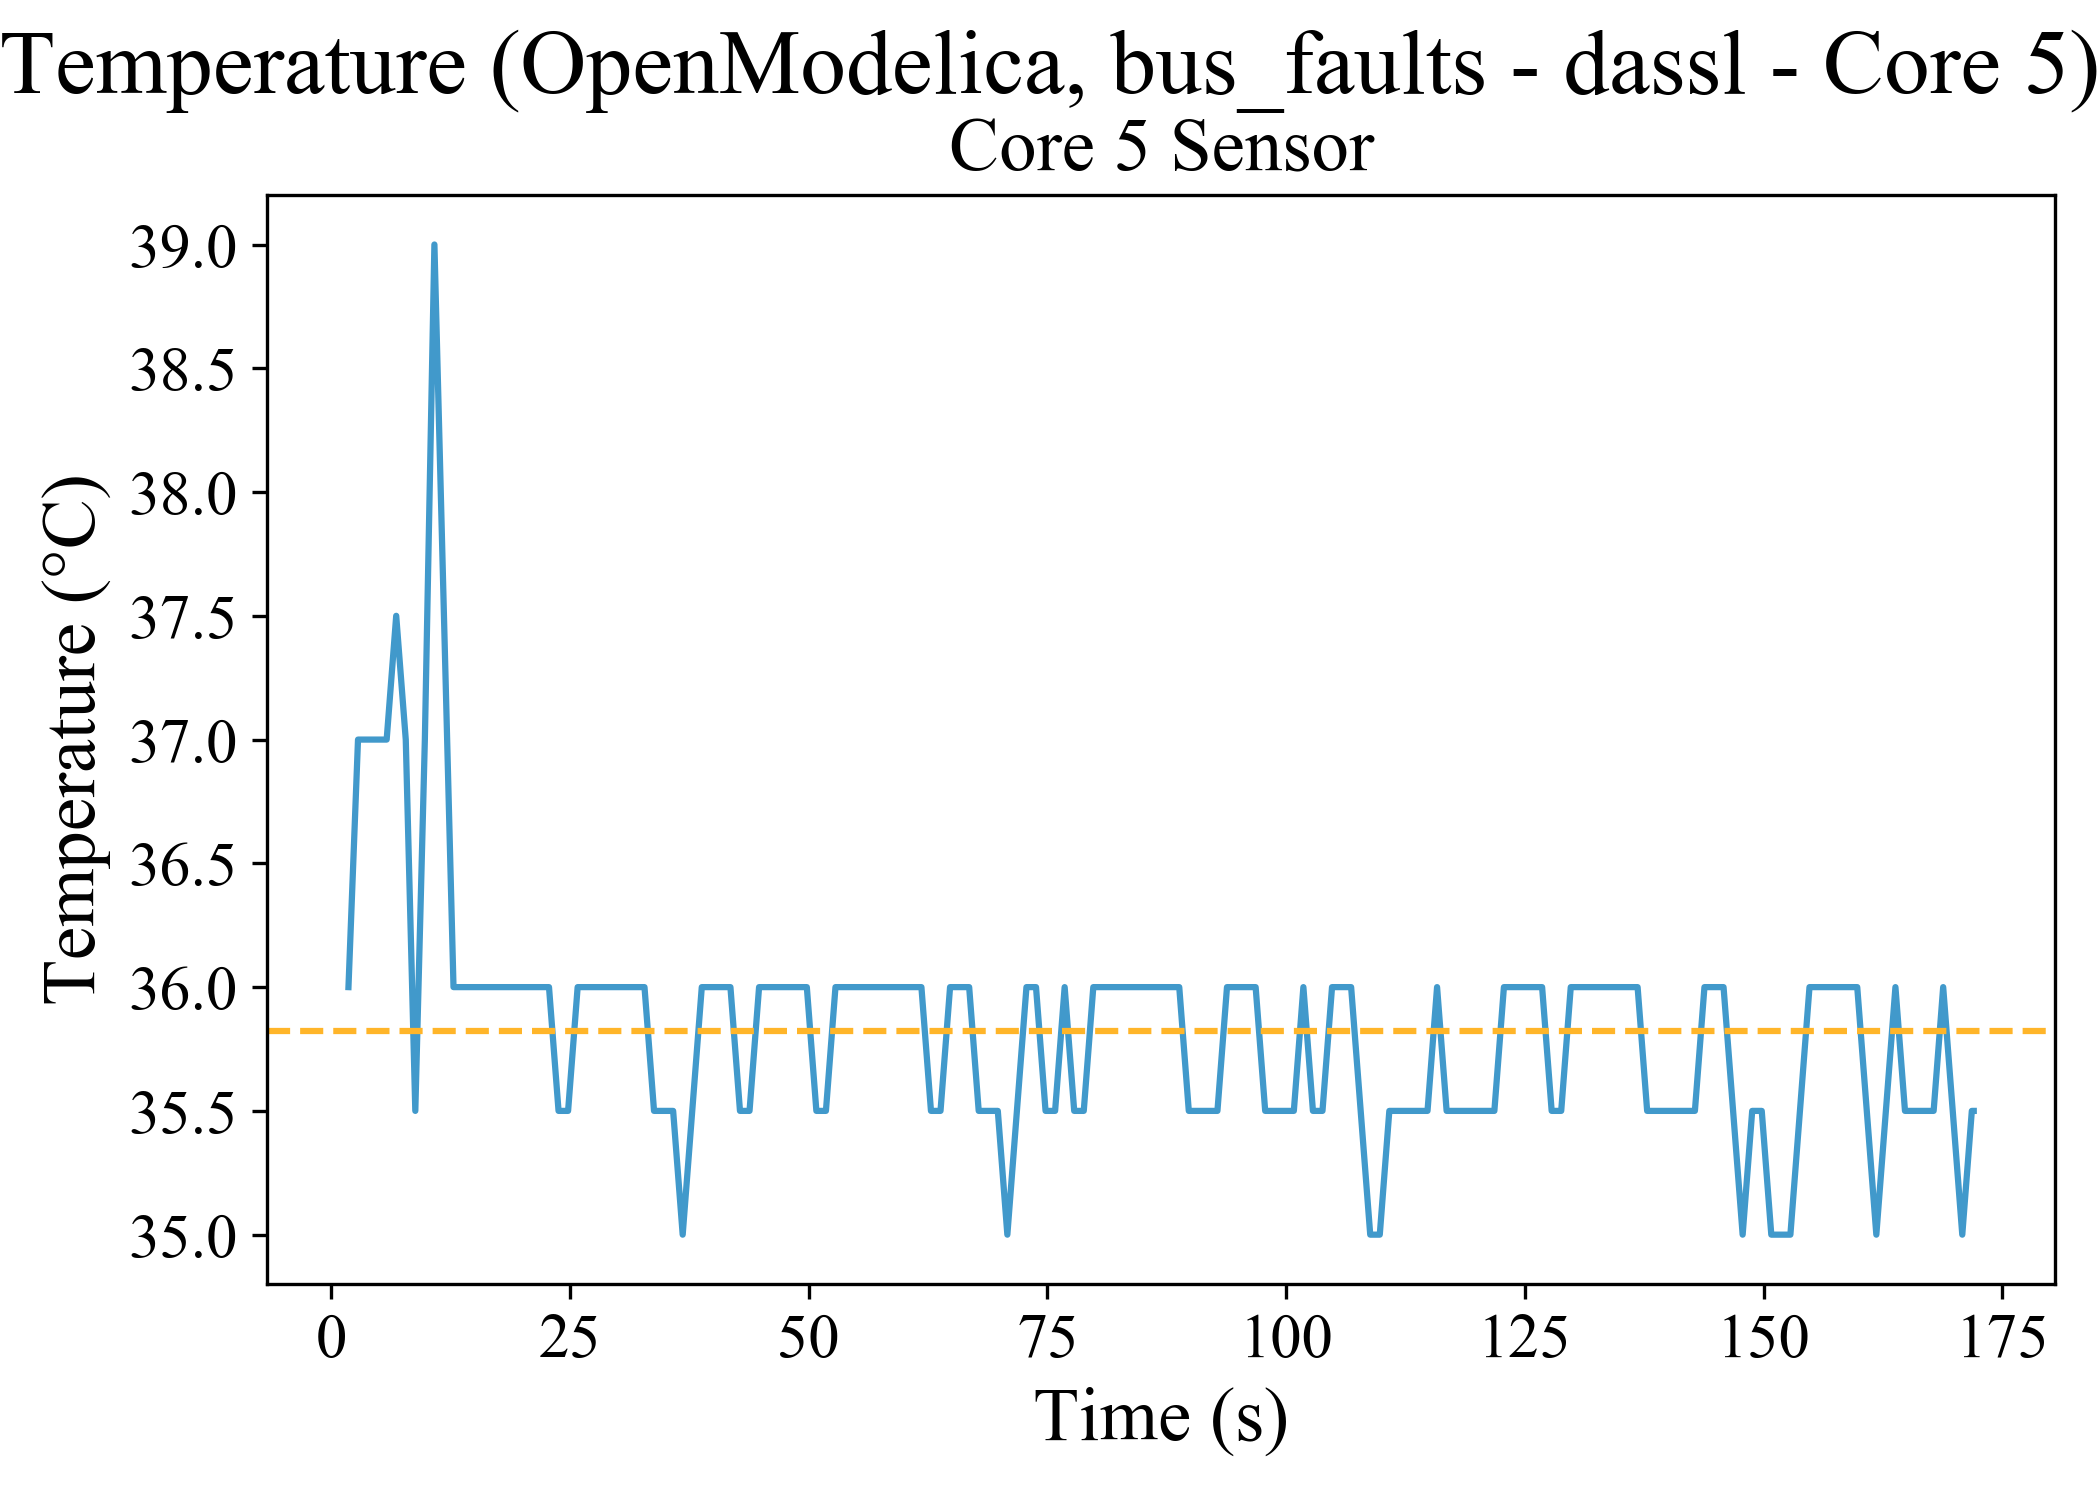 Temperature (OpenModelica, bus_faults - dassl - Core 5)
Core 5 Sensor
Temperature (°C)
39.0
38.5
38.0
37.5
37.0
36.5
36.0
35.5
35.0
0 25 50 75 100 125 150 175
Time (s)